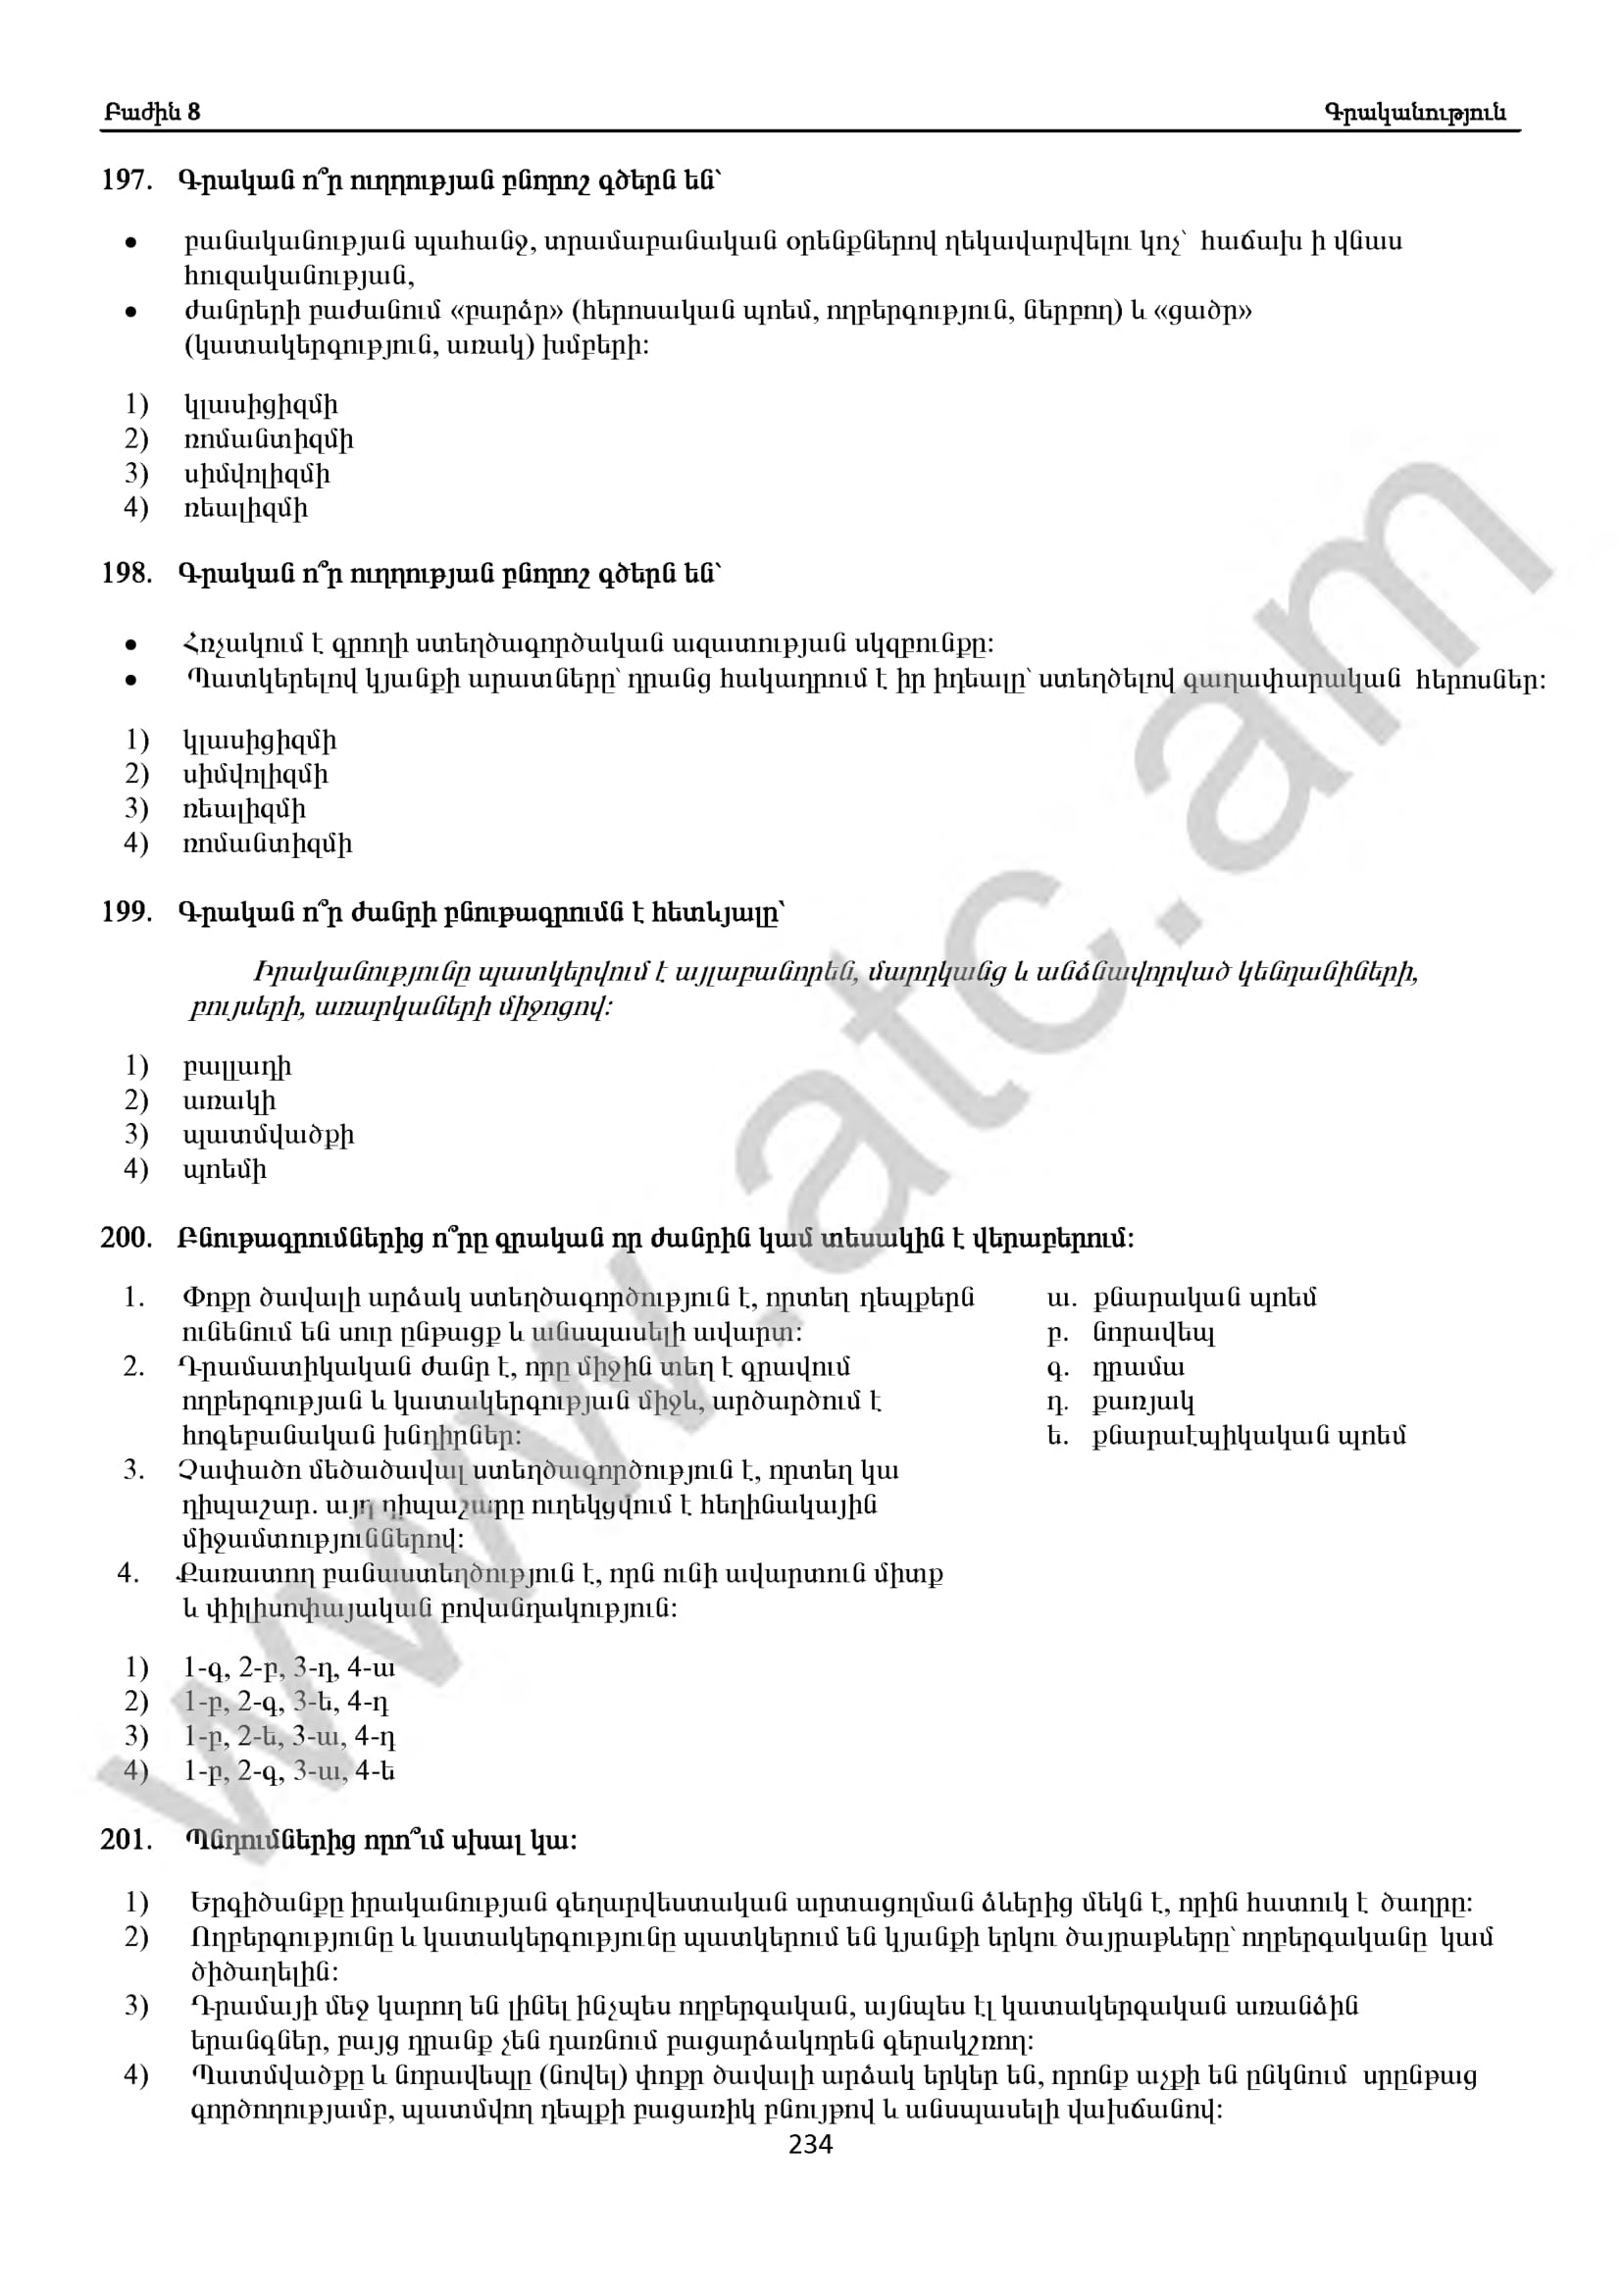 Բաժին 8 Գրականություն
197. Գրական ո՞ր ուղղության բնորոշ գծերն են՝
• բանականության պահանջ, տրամաբանական օրենքներով ղեկավարվելու կոչ՝ հաճախ ի վնաս
հուզականության,
• ժանրերի բաժանում «բարձր» (հերոսական պոեմ, ողբերգություն, ներբող) և «ցածր»
(կատակերգություն, առակ) խմբերի:
1) կլասիցիզմի
2) ռոմանտիզմի
3) սիմվոլիզմի
4) ռեալիզմի
198. Գրական ո՞ր ուղղության բնորոշ գծերն են՝
• Հռչակում է գրողի ստեղծագործական ազատության սկզբունքը:
• Պատկերելով կյանքի արատները՝ դրանց հակադրում է իր իդեալը՝ ստեղծելով գաղափարական հերոսներ:
1) կլասիցիզմի
2) սիմվոլիզմի
3) ռեալիզմի
4) ռոմանտիզմի
199. Գրական ո՞ր ժանրի բնութագրումն է հետևյալը՝
Իրականությունը պատկերվում է այլաբանորեն, մարդկանց և անձնավորված կենդանիների,
բույսերի, առարկաների միջոցով:
1) բալլադի
2) առակի
3) պատմվածքի
4) պոեմի
200. Բնութագրումներից ո՞րը գրական որ ժանրին կամ տեսակին է վերաբերում:
1. Փոքր ծավալի արձակ ստեղծագործություն է, որտեղ դեպքերն ա. քնարական պոեմ
ունենում են սուր ընթացք և անսպասելի ավարտ: բ. նորավեպ
2. Դրամատիկական ժանր է, որը միջին տեղ է գրավում գ. դրամա
ողբերգության և կատակերգության միջև, արծարծում է դ. քառյակ
հոգեբանական խնդիրներ: ե. քնարաէպիկական պոեմ
3. Չափածո մեծածավալ ստեղծագործություն է, որտեղ կա
դիպաշար. այդ դիպաշարը ուղեկցվում է հեղինակային
միջամտություններով:
4. Քառատող բանաստեղծություն է, որն ունի ավարտուն միտք
և փիլիսոփայական բովանդակություն:
1) 1-գ, 2-բ, 3-դ, 4-ա
2) 1-բ, 2-գ, 3-ե, 4-դ
3) 1-բ, 2-ե, 3-ա, 4-դ
4) 1-բ, 2-գ, 3-ա, 4-ե
201. Պնդումներից որո՞ւմ սխալ կա:
1) Երգիծանքը իրականության գեղարվեստական արտացոլման ձևերից մեկն է, որին հատուկ է ծաղրը:
2) Ողբերգությունը և կատակերգությունը պատկերում են կյանքի երկու ծայրաթևերը՝ ողբերգականը կամ
ծիծաղելին:
3) Դրամայի մեջ կարող են լինել ինչպես ողբերգական, այնպես էլ կատակերգական առանձին
երանգներ, բայց դրանք չեն դառնում բացարձակորեն գերակշռող:
4) Պատմվածքը և նորավեպը (նովել) փոքր ծավալի արձակ երկեր են, որոնք աչքի են ընկնում սրընթաց
գործողությամբ, պատմվող դեպքի բացառիկ բնույթով և անսպասելի վախճանով:
234
www.atc.am